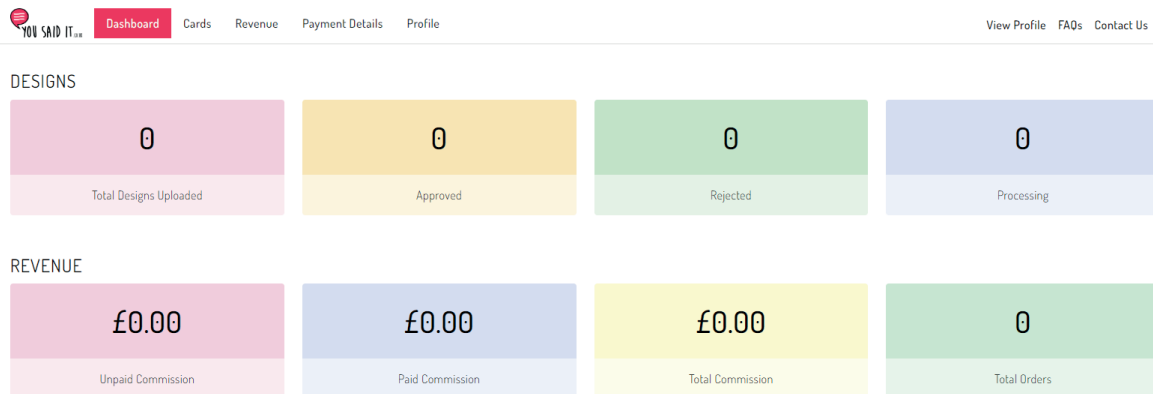 YOU SAID IT
Dashboard Cards Revenue Payment Details Profile View Profile FAQs Contact Us
DESIGNS
0 0 0 0
Total Designs Uploaded Approved Rejected Processing
REVENUE
£0.00 £0.00 £0.00 0
Unpaid Commission Paid Commission Total Commission Total Orders